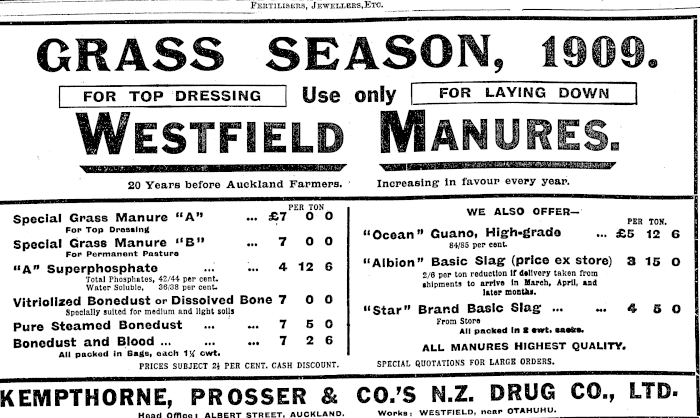 FERTILISERS, JEWELLERS, ETC.
GRASS SEASON, 1909.
FOR TOP DRESSING Use only FOR LAYING DOWN
WESTFIELD MANURES.
20 Years before Auckland Farmers. Increasing in favour every year.
PER TON
Special Grass Manure "A" ... £7 0 0
For Top Dressing
Special Grass Manure "B" 7 0 0
For Permanent Pasture
"A" Superphosphate ... ... 4 12 6
Total Phosphates, 42/44 per cent.
Water Soluble, 36/38 per cent.
Vitriolized Bonedust or Dissolved Bone 7 0 0
Specially suited for medium and light soils
Pure Steamed Bonedust ... ... 7 5 0
Bonedust and Blood ... ... ... 7 2 6
All packed in Bags, each 1¼ cwt.
PRICES SUBJECT 2½ PER CENT. CASH DISCOUNT.
WE ALSO OFFER—
PER TON.
"Ocean" Guano, High-grade ... £5 12 6
84/85 per cent.
"Albion" Basic Slag (price ex store) 3 15 0
2/6 per ton reduction if delivery taken from
shipments to arrive in March, April, and
later months.
"Star" Brand Basic Slag ... ... 4 5 0
From Store
All packed in 2 cwt. sacks.
ALL MANURES HIGHEST QUALITY.
SPECIAL QUOTATIONS FOR LARGE ORDERS.
KEMPTHORNE, PROSSER & CO.'S N.Z. DRUG CO., LTD.
Head Office: ALBERT STREET, AUCKLAND. Works: WESTFIELD, near OTAHUHU.